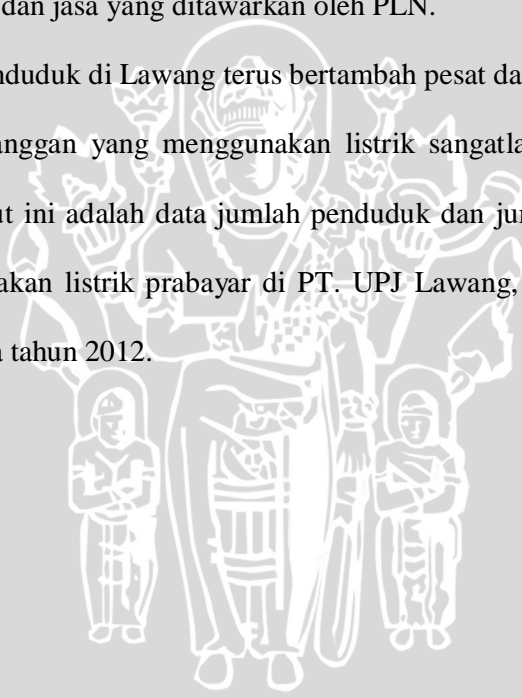 dan jasa yang ditawarkan oleh PLN.
nduduk di Lawang terus bertambah pesat da
anggan yang menggunakan listrik sangatla
ut ini adalah data jumlah penduduk dan ju
akan listrik prabayar di PT. UPJ Lawang,
tahun 2012.